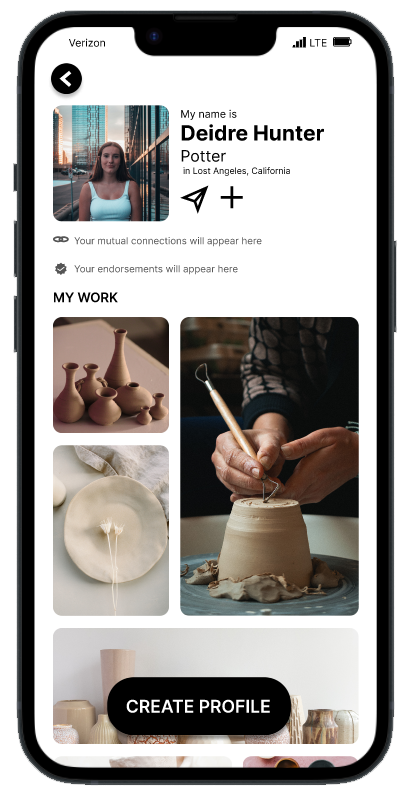 Verizon
LTE
My name is
Deidre Hunter
Potter
in Lost Angeles, California
Your mutual connections will appear here
Your endorsements will appear here
MY WORK
CREATE PROFILE